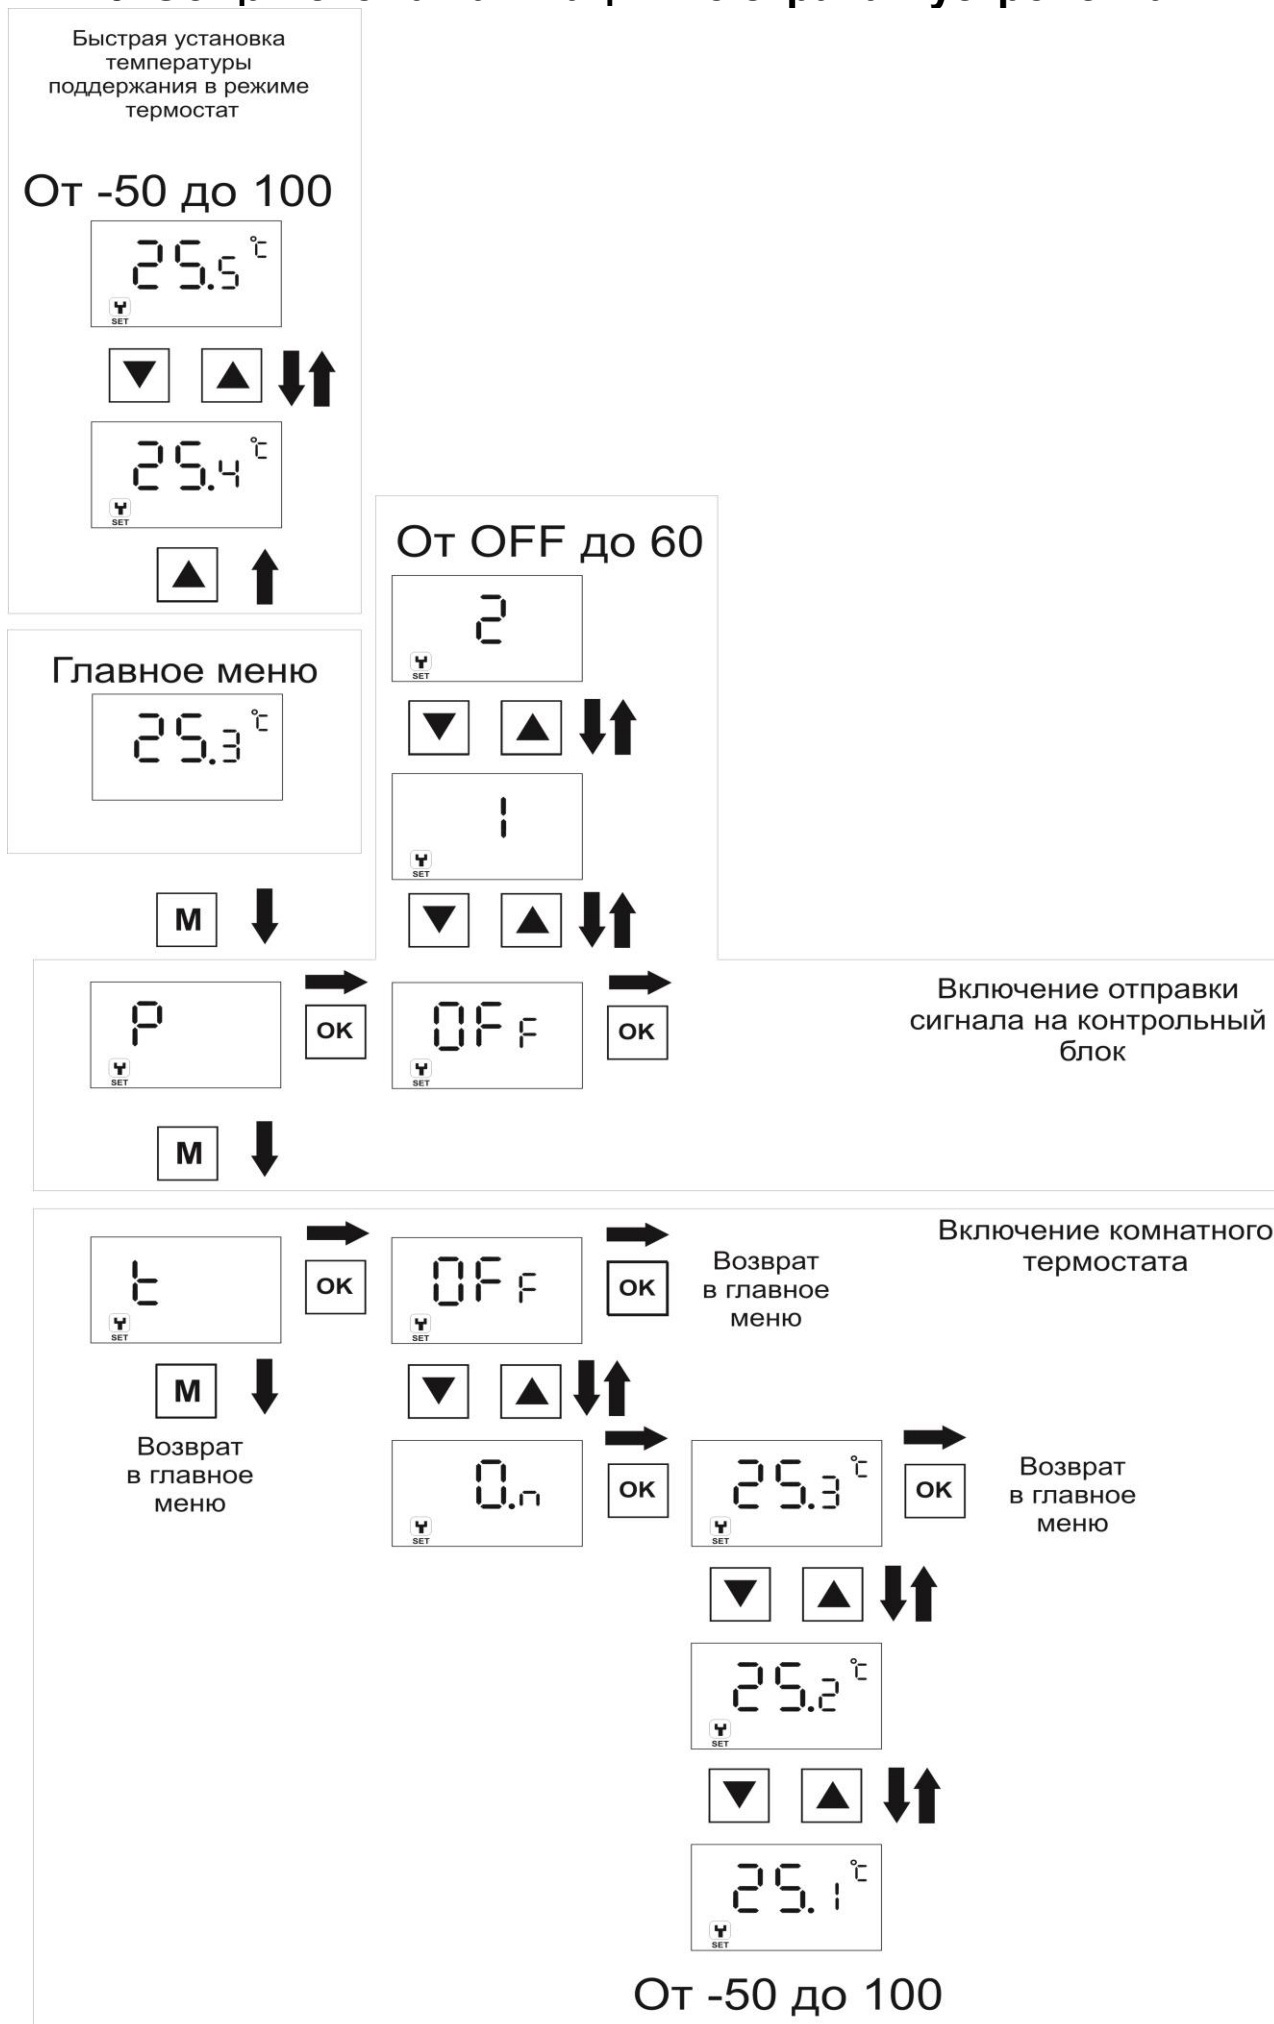 Быстрая установка
температуры
поддержания в режиме
термостат
От -50 до 100
25.5 °C
SET
25.4 °C
SET
Главное меню
25.3 °C
M
От OFF до 60
2
SET
1
SET
P
SET
OK
OFF
SET
OK
Включение отправки
сигнала на контрольный
блок
M
t
SET
OK
OFF
SET
OK
Возврат
в главное
меню
Включение комнатного
термостата
M
Возврат
в главное
меню
0.n
SET
OK
25.3 °C
SET
OK
Возврат
в главное
меню
25.2 °C
SET
25.1 °C
SET
От -50 до 100